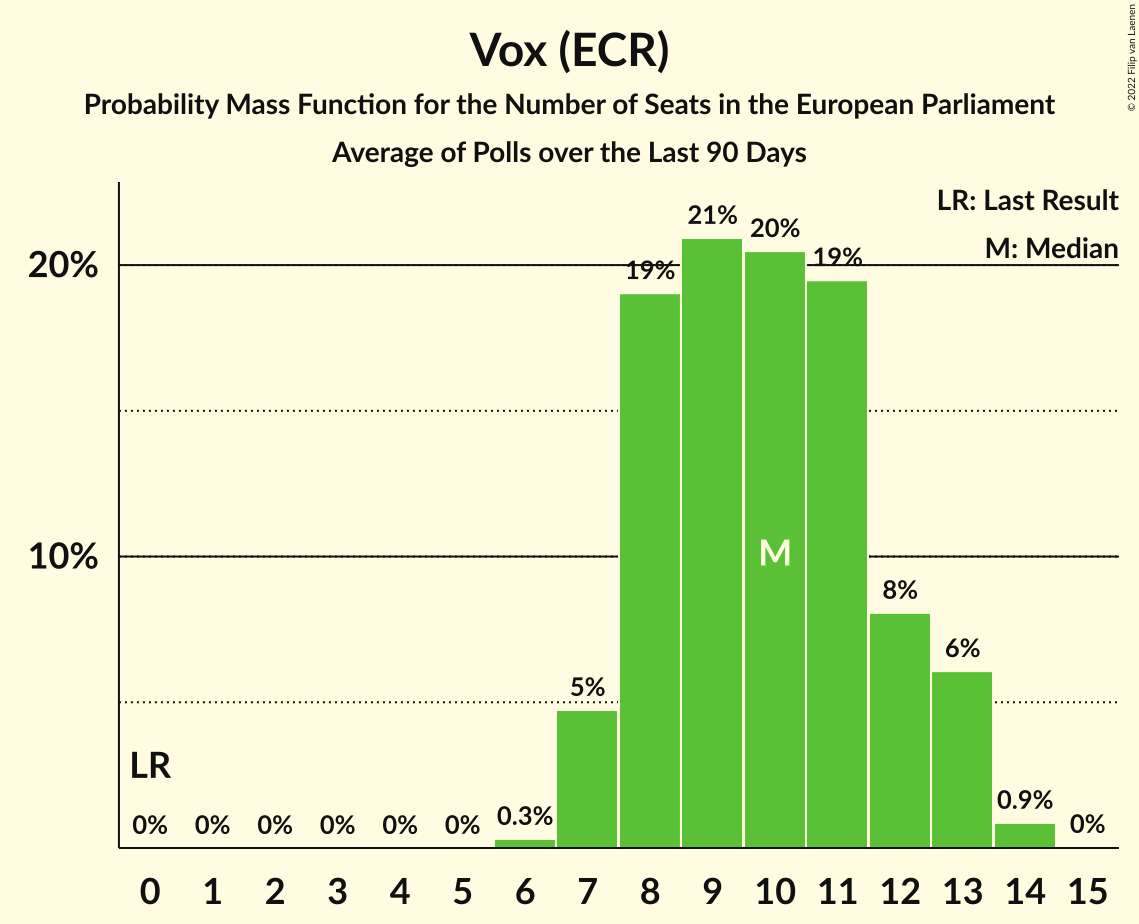 © 2022 Filip van Laenen
Vox (ECR)
Probability Mass Function for the Number of Seats in the European Parliament
Average of Polls over the Last 90 Days
LR: Last Result
M: Median
20%
10%
LR
M
0% 0% 0% 0% 0% 0% 0.3% 5% 19% 21% 20% 19% 8% 6% 0.9% 0%
0 1 2 3 4 5 6 7 8 9 10 11 12 13 14 15